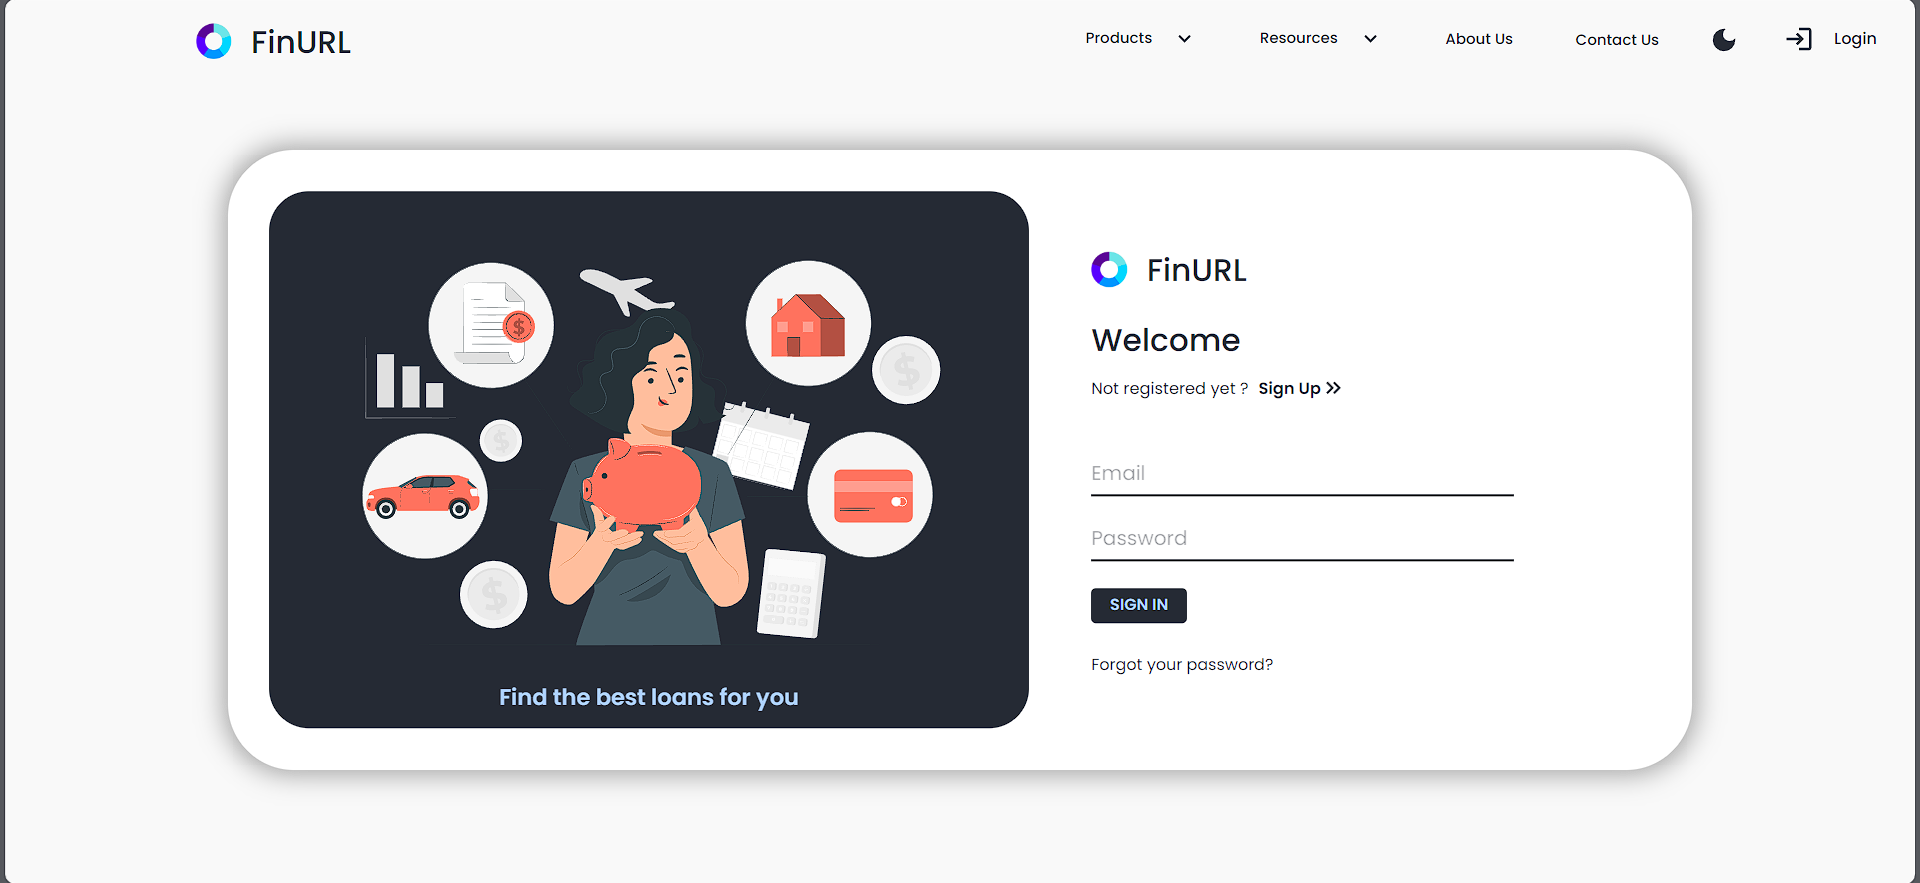 FinURL
Products
Resources
About Us
Contact Us
Login
$
$
$
$
Find the best loans for you
FinURL
Welcome
Not registered yet ? Sign Up >>
Email
Password
SIGN IN
Forgot your password?